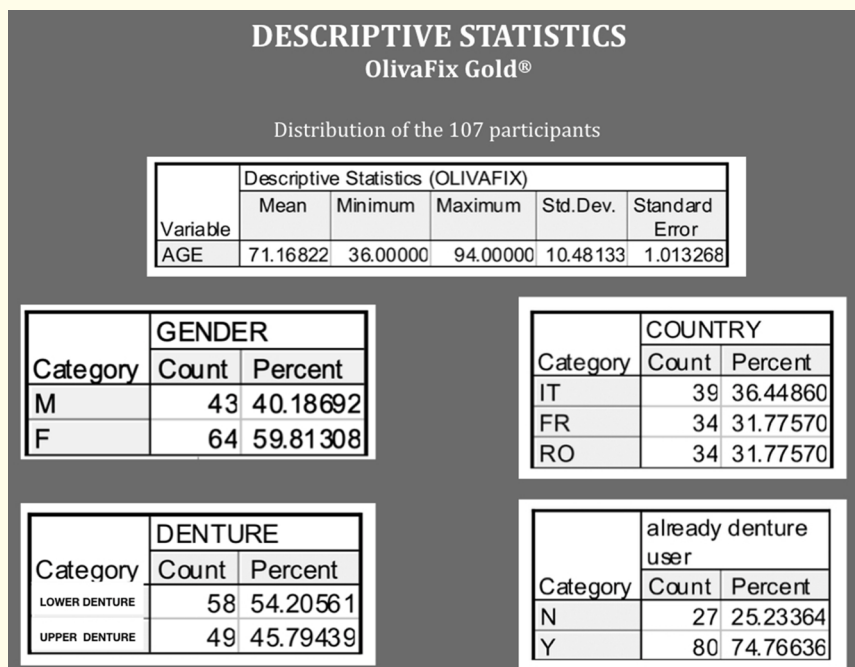 DESCRIPTIVE STATISTICS
OlivaFix Gold®
Distribution of the 107 participants
Descriptive Statistics (OLIVAFIX)
Variable Mean Minimum Maximum Std.Dev. Standard Error
AGE 71.16822 36.00000 94.00000 10.48133 1.013268
GENDER
Category Count Percent
M 43 40.18692
F 64 59.81308
COUNTRY
Category Count Percent
IT 39 36.44860
FR 34 31.77570
RO 34 31.77570
DENTURE
Category Count Percent
LOWER DENTURE 58 54.20561
UPPER DENTURE 49 45.79439
already denture
user
Category Count Percent
N 27 25.23364
Y 80 74.76636